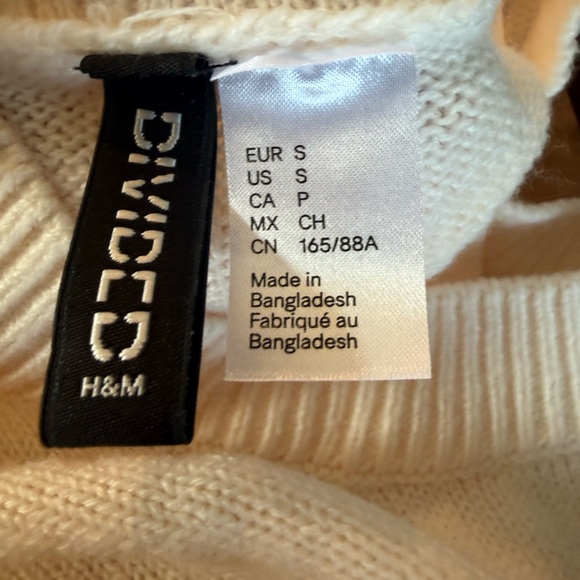 DIVIDED
H&M
EUR S
US S
CA P
MX CH
CN 165/88A
Made in
Bangladesh
Fabriqué au
Bangladesh